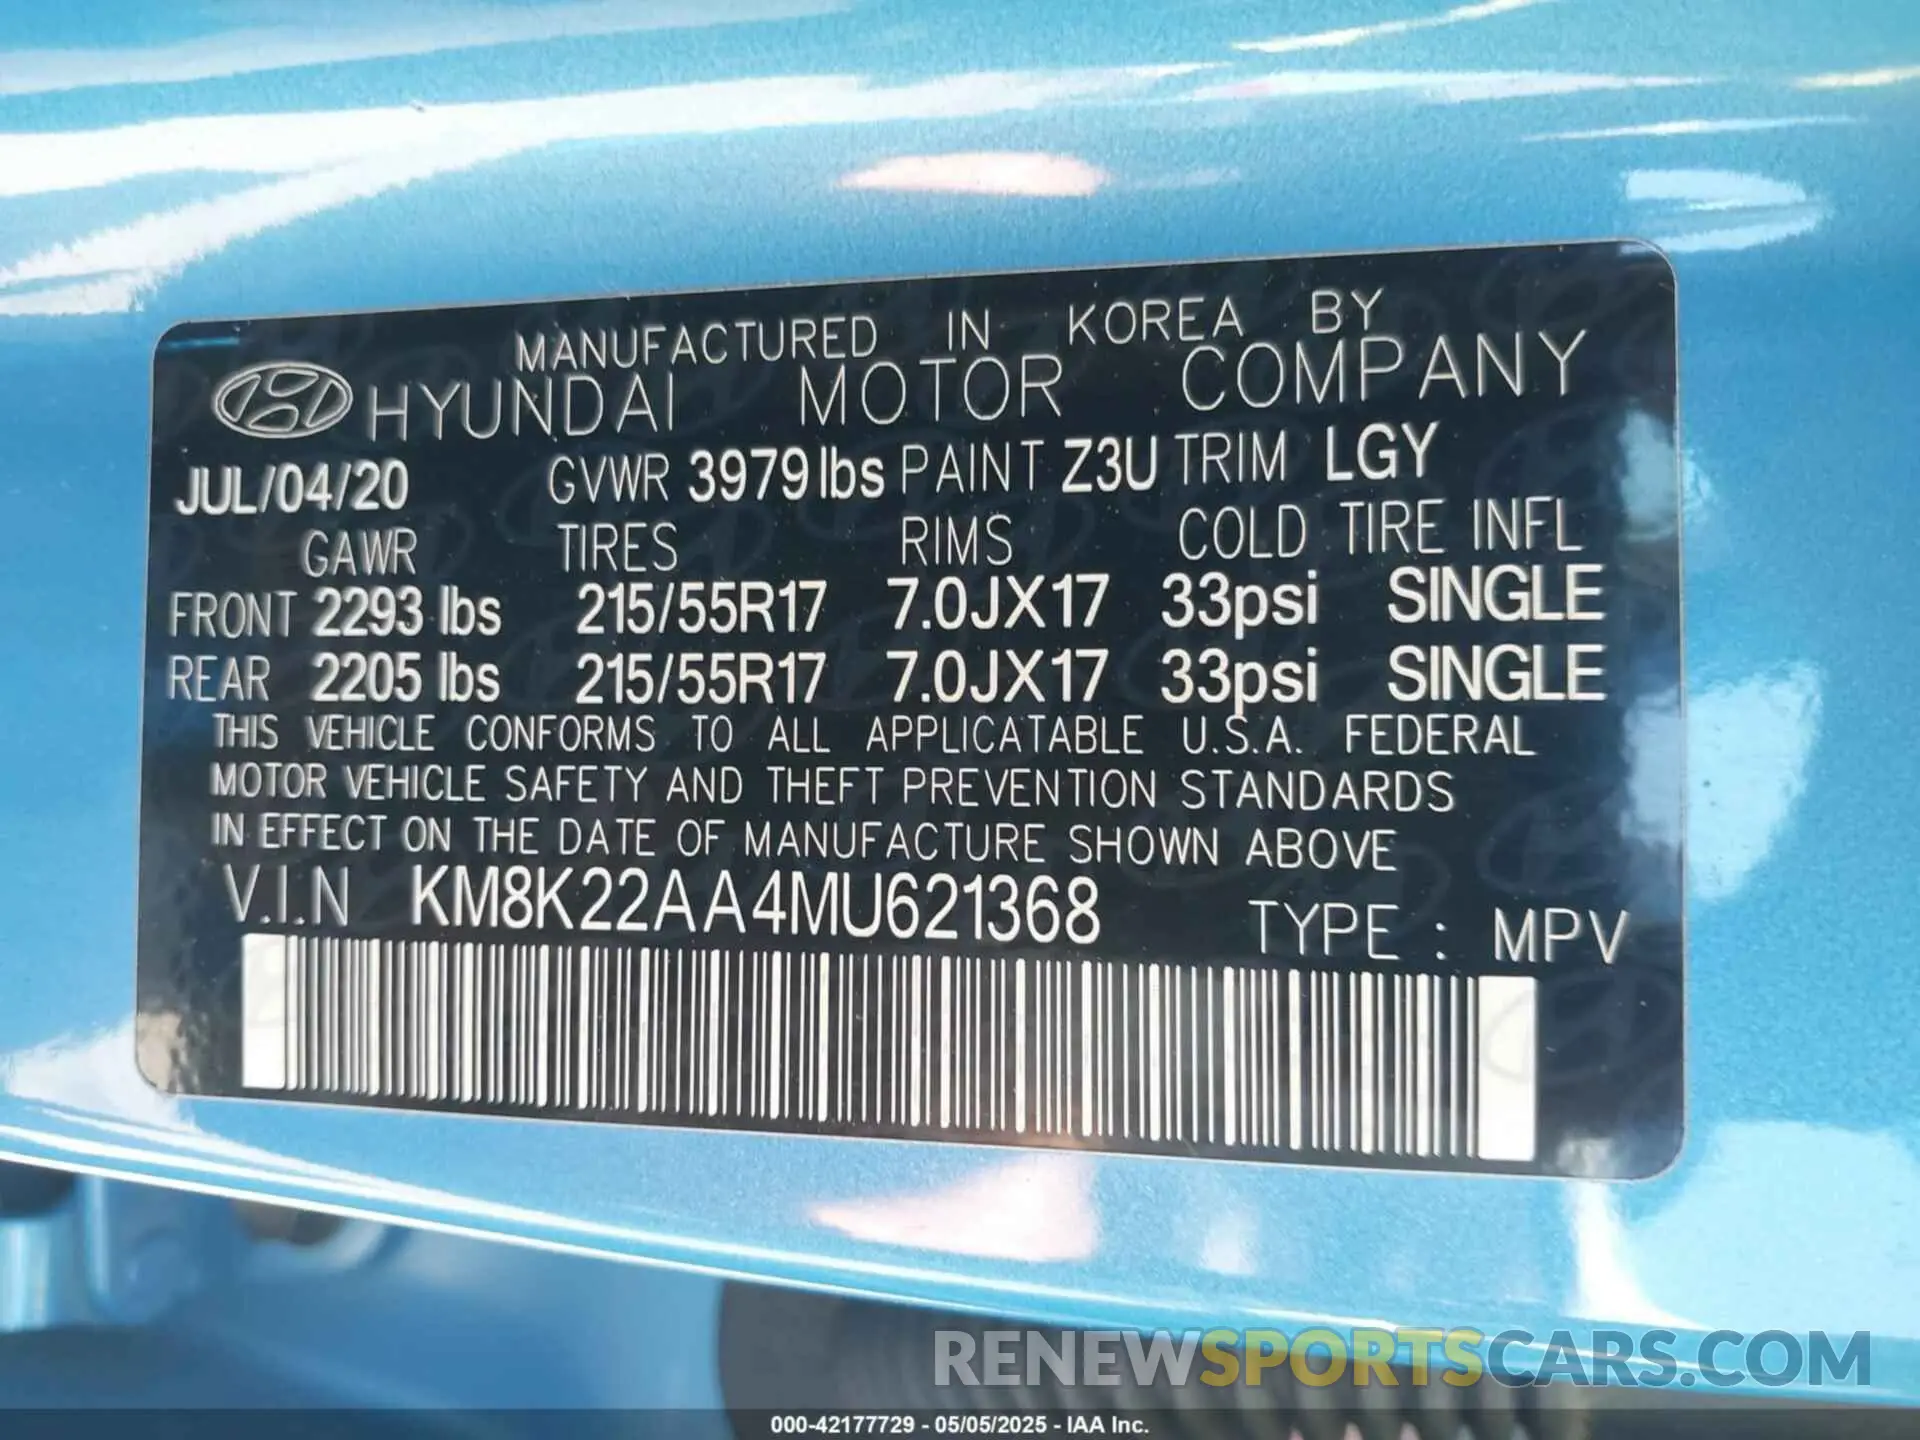 MANUFACTURED IN KOREA BY
HYUNDAI MOTOR COMPANY
JUL/04/20 GVWR 3979 lbs PAINT Z3U TRIM LGY
GAWR TIRES RIMS COLD TIRE INFL
FRONT 2293 lbs 215/55R17 7.0JX17 33psi SINGLE
REAR 2205 lbs 215/55R17 7.0JX17 33psi SINGLE
THIS VEHICLE CONFORMS TO ALL APPLICATABLE U.S.A. FEDERAL
MOTOR VEHICLE SAFETY AND THEFT PREVENTION STANDARDS
IN EFFECT ON THE DATE OF MANUFACTURE SHOWN ABOVE
V.I.N KM8K22AA4MU621368 TYPE : MPV
RENEWSPORTSCARS.COM
000-42177729 - 05/05/2025 - IAA Inc.